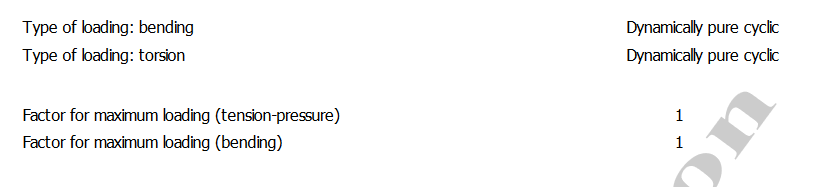 Type of loading: bending Dynamically pure cyclic
Type of loading: torsion Dynamically pure cyclic
Factor for maximum loading (tension-pressure) 1
Factor for maximum loading (bending) 1
on